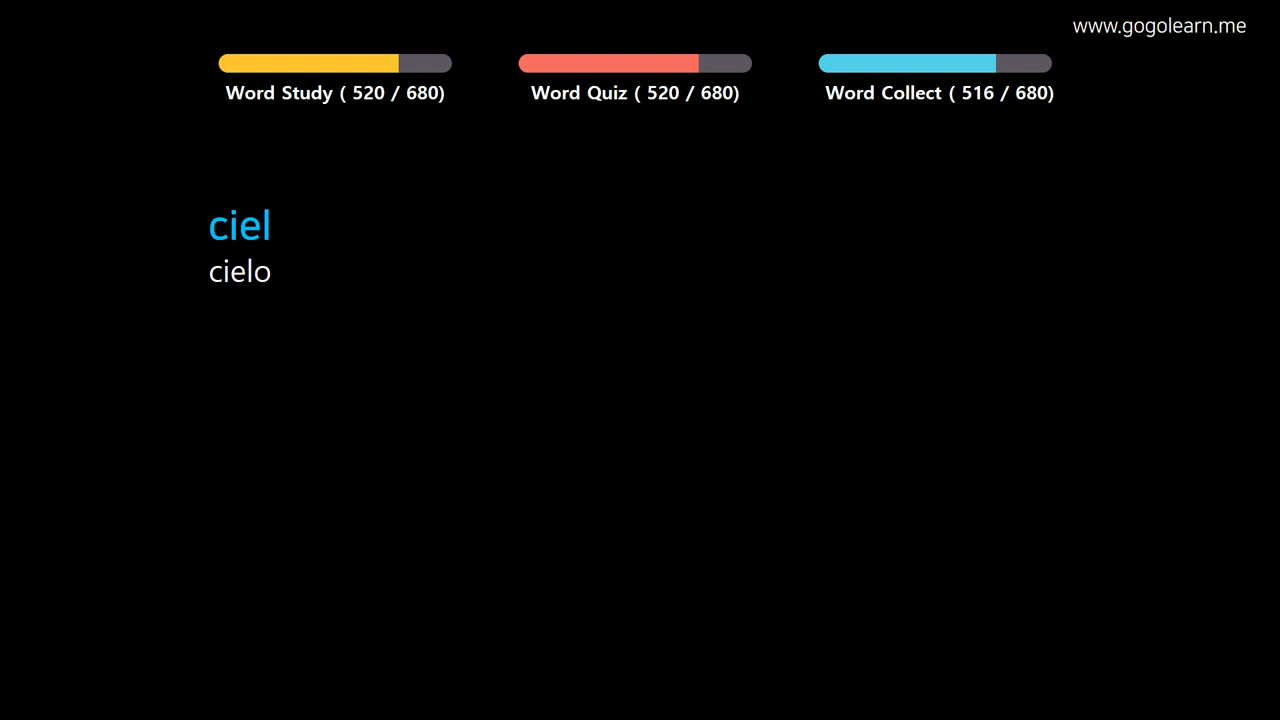 www.gogolearn.me
Word Study ( 520 / 680)
Word Quiz ( 520 / 680)
Word Collect ( 516 / 680)
ciel
cielo